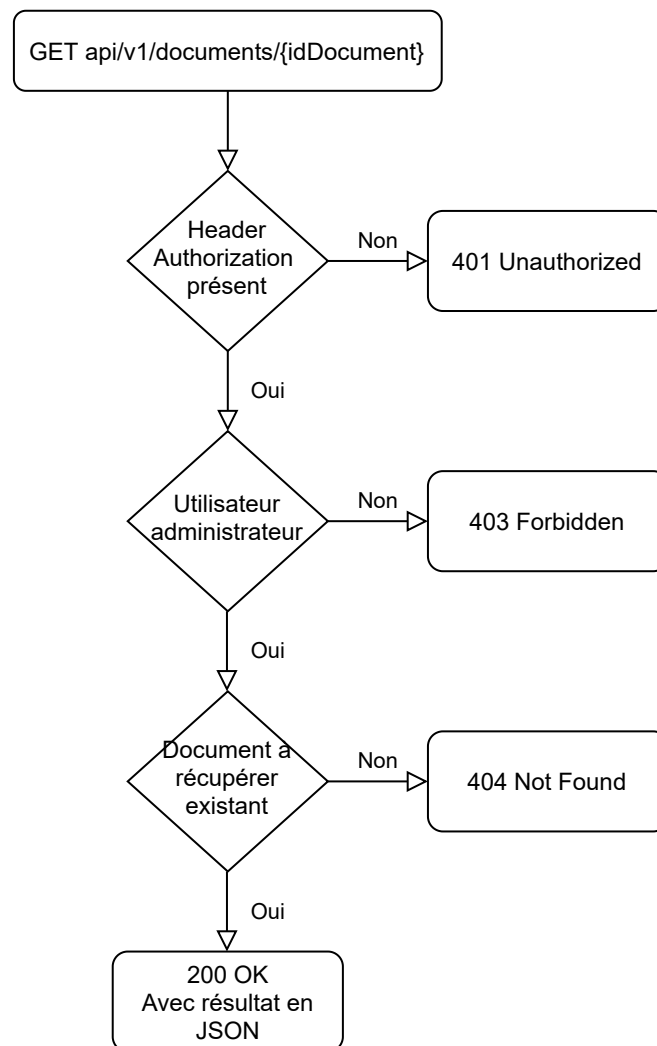 GET api/v1/documents/{idDocument}
Header
Authorization
présent
Non
401 Unauthorized
Oui
Utilisateur
administrateur
Non
403 Forbidden
Oui
Document à
récupérer
existant
Non
404 Not Found
Oui
200 OK
Avec résultat en
JSON